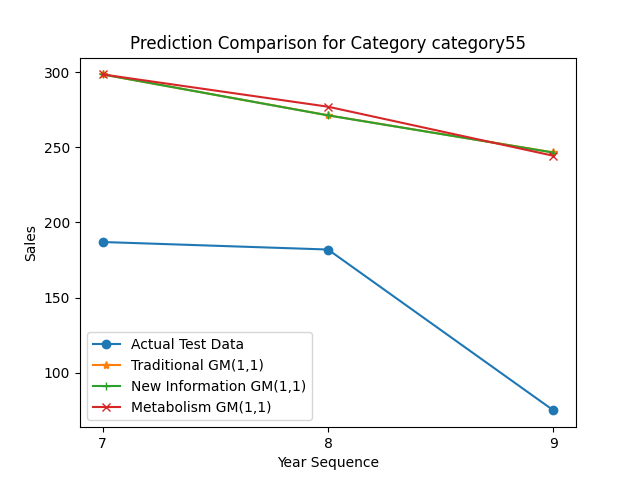 Prediction Comparison for Category category55
300
250
200
150
100
Sales
Actual Test Data
Traditional GM(1,1)
New Information GM(1,1)
Metabolism GM(1,1)
7
8
9
Year Sequence